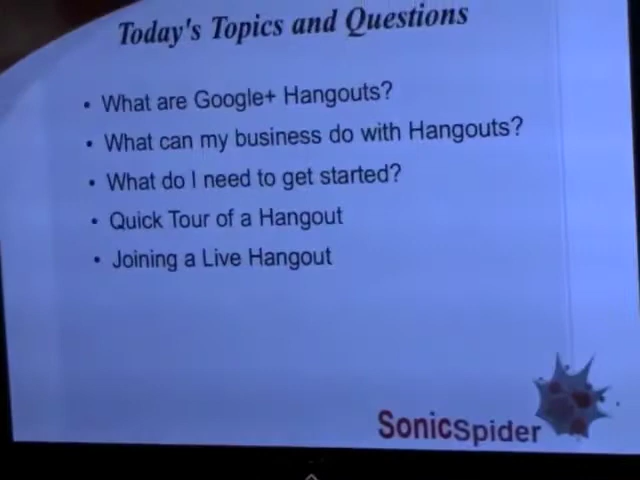 Today's Topics and Questions
• What are Google+ Hangouts?
• What can my business do with Hangouts?
• What do I need to get started?
• Quick Tour of a Hangout
• Joining a Live Hangout
SonicSpider